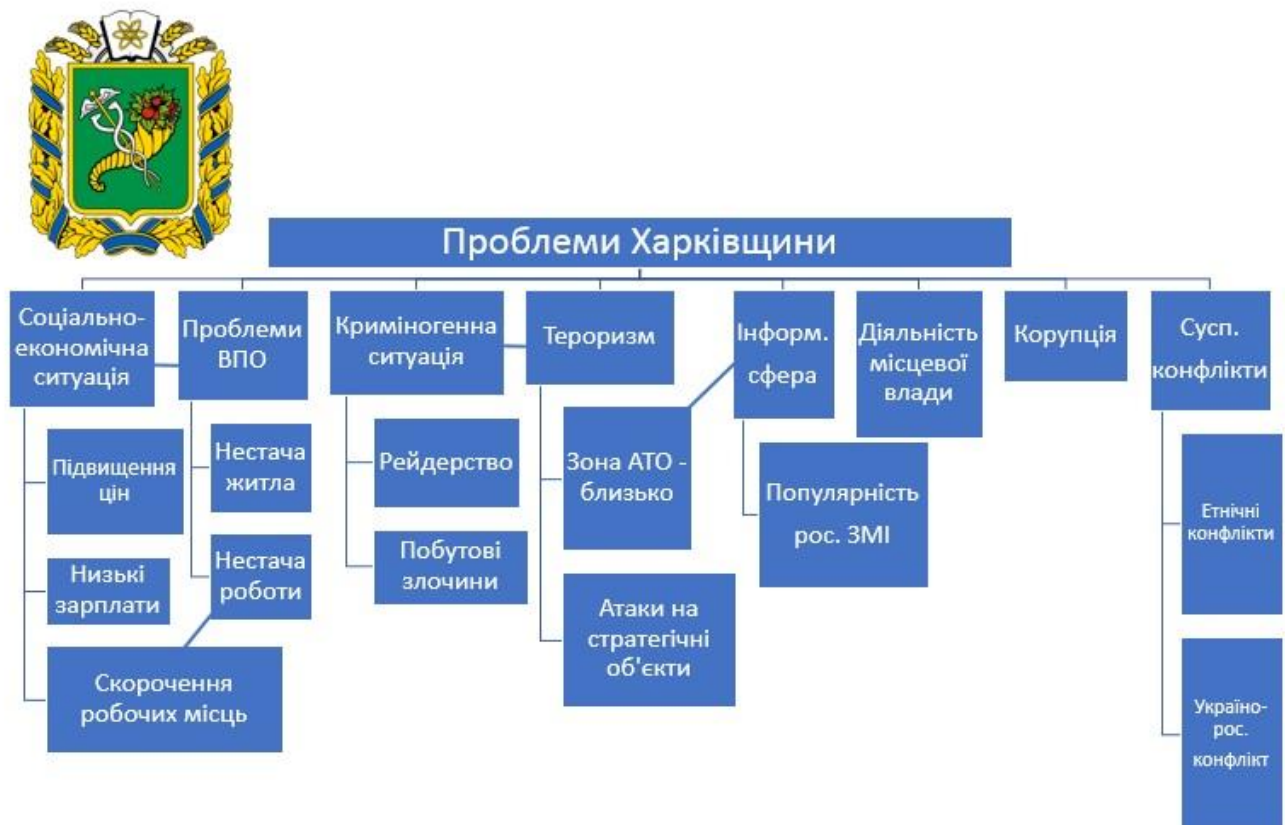 Проблеми Харківщини
Соціально-
економічна
ситуація
Проблеми
ВПО
Криміногенна
ситуація
Тероризм
Інформ.
сфера
Діяльність
місцевої
влади
Корупція
Сусп.
конфлікти
Підвищення
цін
Низькі
зарплати
Скорочення
робочих місць
Нестача
житла
Нестача
роботи
Рейдерство
Побутові
злочини
Зона АТО -
близько
Атаки на
стратегічні
об'єкти
Популярність
рос. ЗМІ
Етнічні
конфлікти
Україно-
рос.
конфлікт